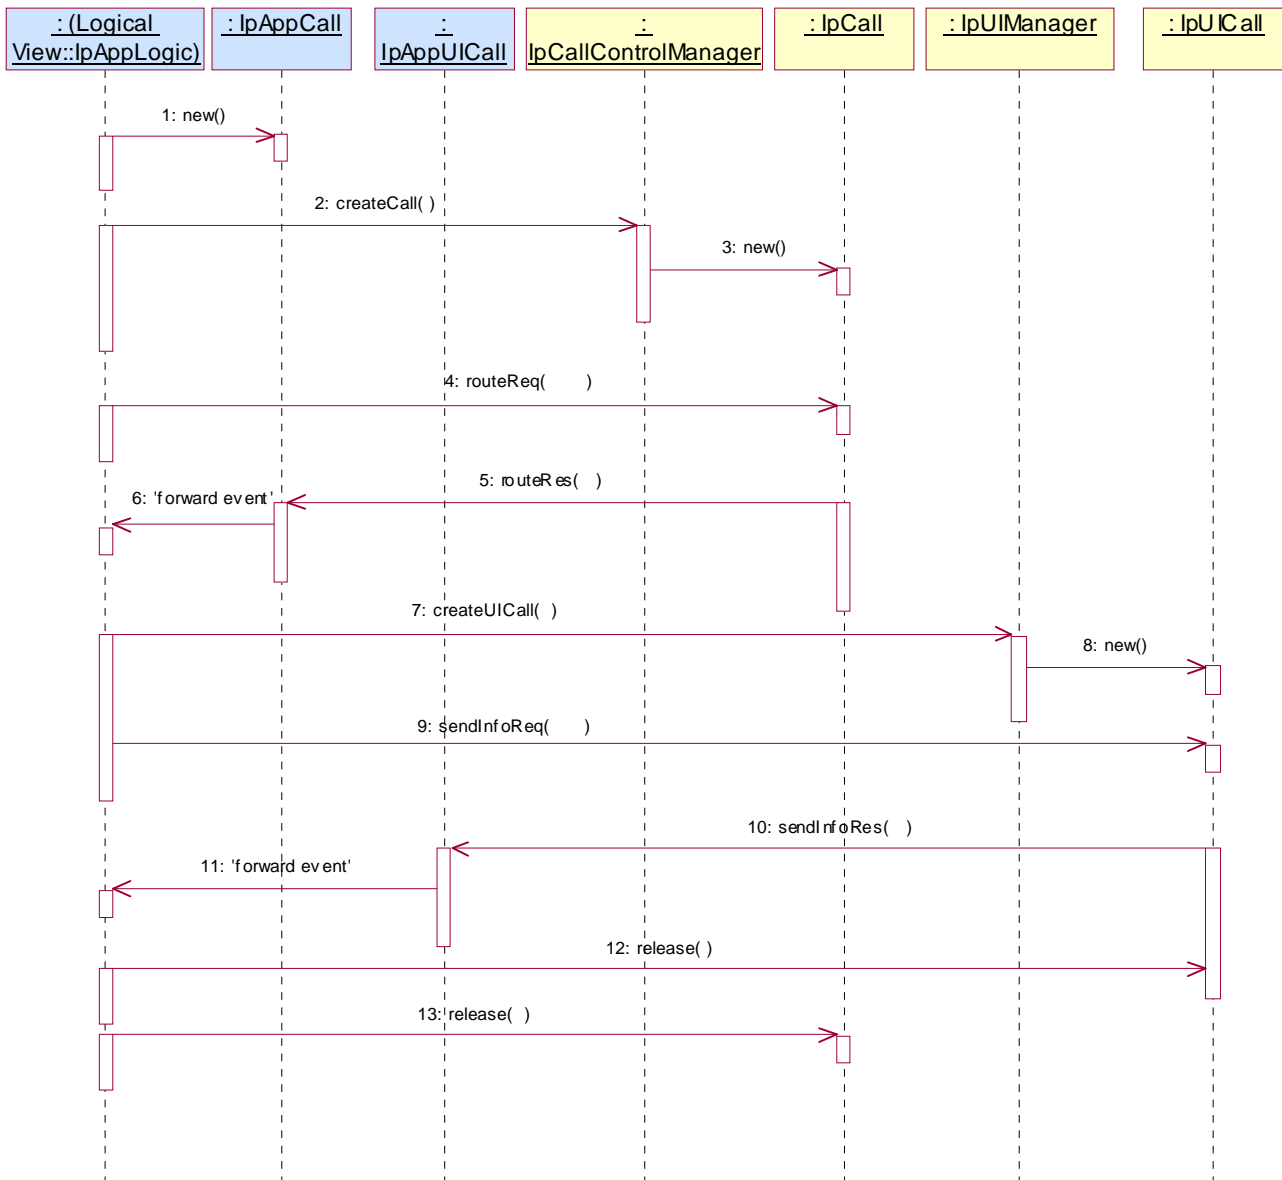 : (Logical
View::IpAppLogic)
: IpAppCall
:
IpAppUICall
:
IpCallControlManager
: IpCall
: IpUIManager
: IpUICall
1: new()
2: createCall( )
3: new()
4: routeReq( )
5: routeRes( )
6: 'forward event'
7: createUICall( )
8: new()
9: sendInfoReq( )
10: sendInfoRes( )
11: 'forward event'
12: release( )
13: release( )